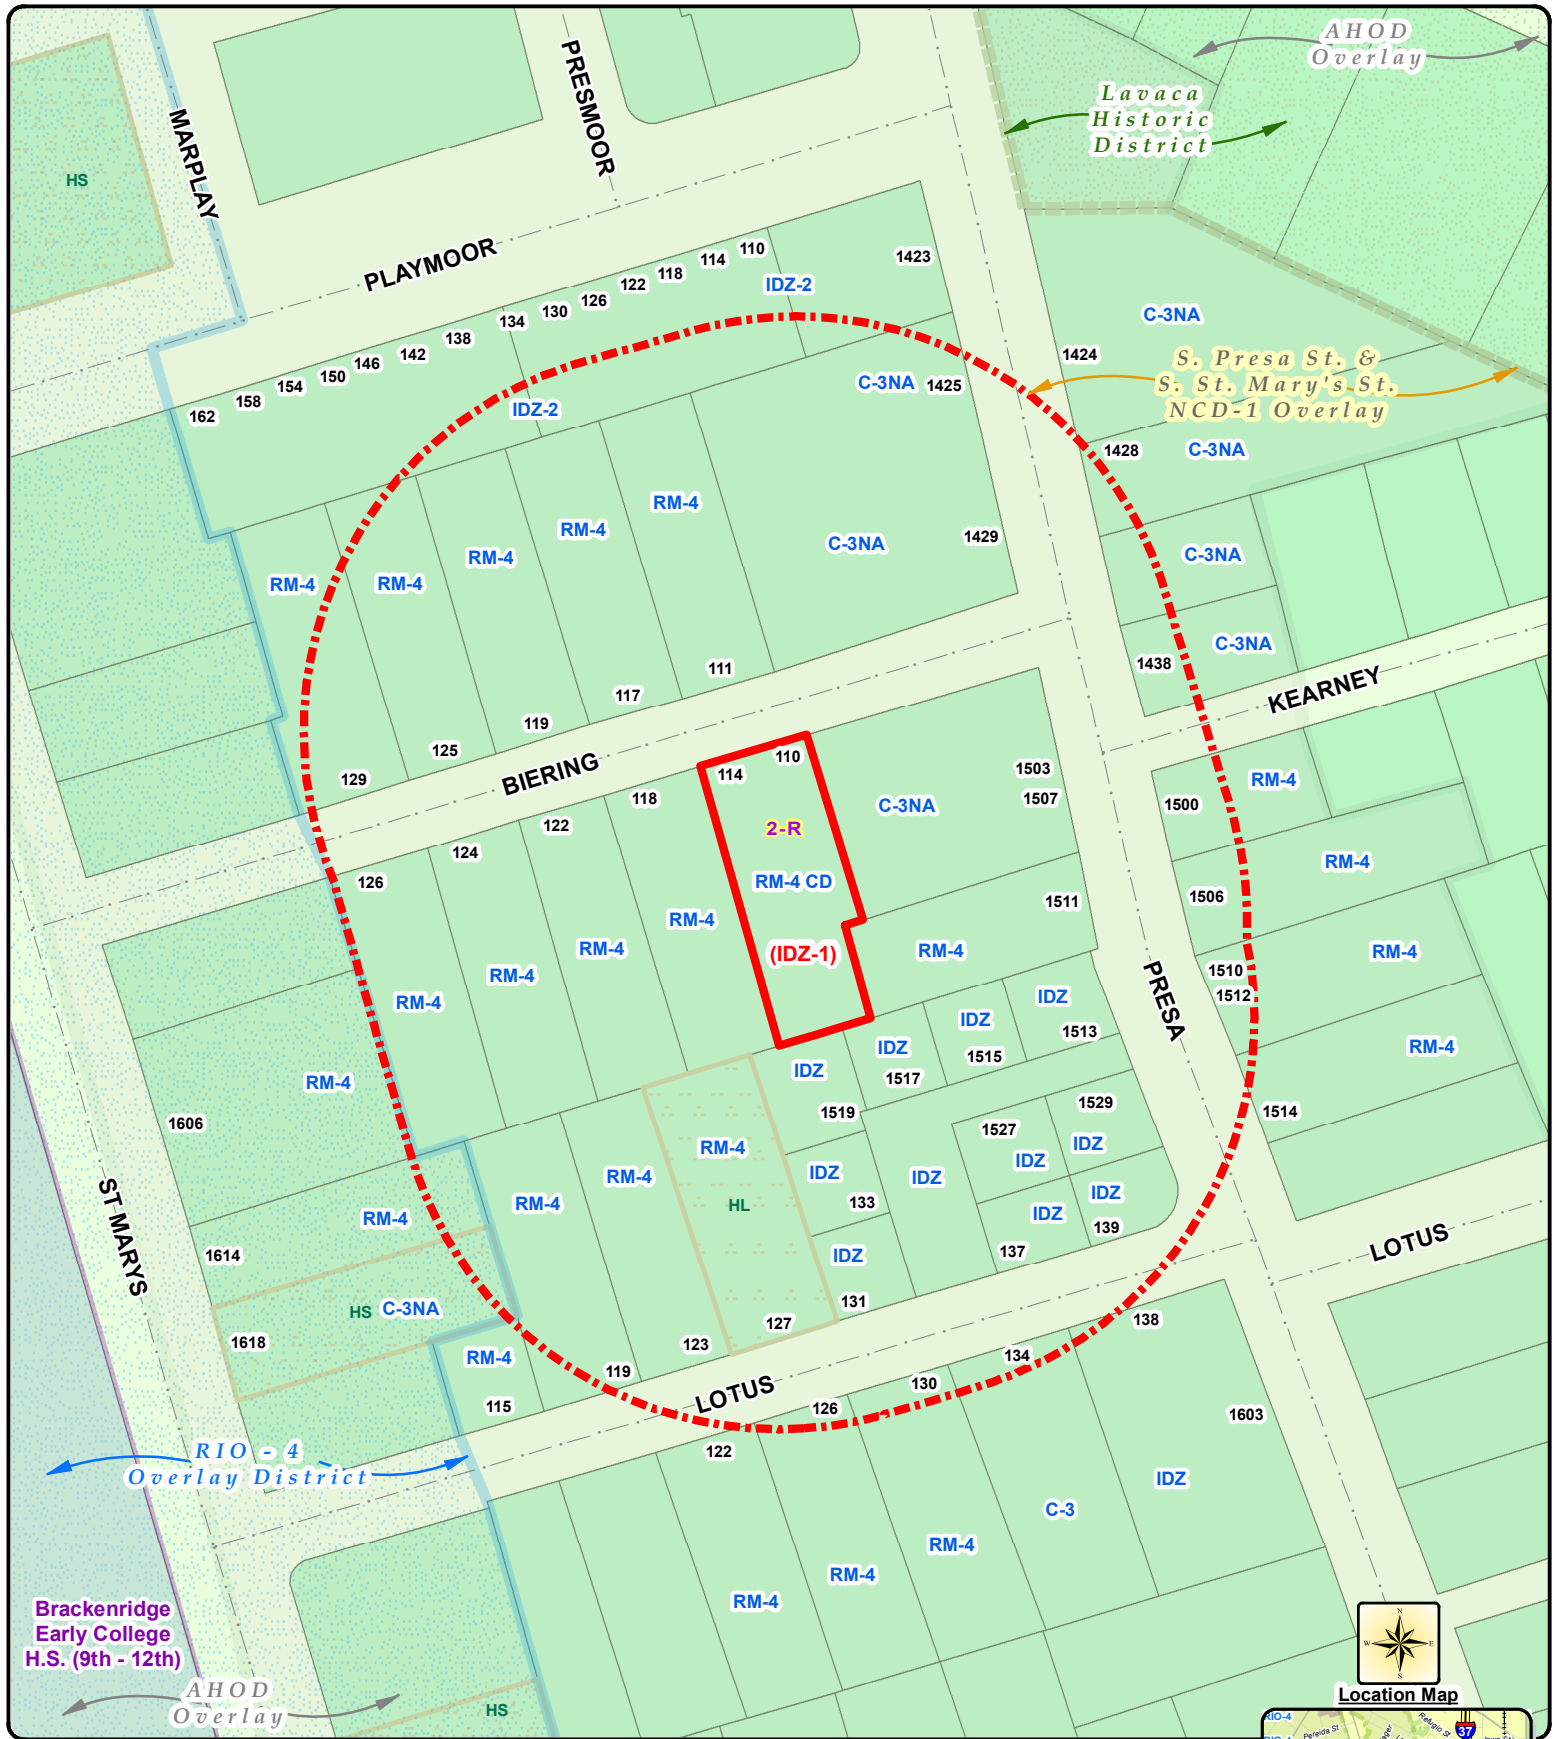 AHOD
Overlay
PRESMOOR
Lavaca
Historic
District
MARPLAY
HS
PLAYMOOR
110
114
118
122
126
130
134
138
142
146
150
154
158
162
1423
IDZ-2
C-3NA
1424
S. Presa St. &
S. St. Mary's St.
NCD-1 Overlay
C-3NA
1425
IDZ-2
1428
C-3NA
RM-4
RM-4
RM-4
RM-4
RM-4
C-3NA
1429
C-3NA
C-3NA
1438
KEARNEY
111
117
119
125
129
BIERING
110
114
118
122
124
126
2-R
RM-4 CD
(IDZ-1)
C-3NA
1503
1507
1500
RM-4
RM-4
1506
1511
RM-4
RM-4
RM-4
RM-4
RM-4
RM-4
1510
1512
PRESA
IDZ
IDZ
IDZ
IDZ
1513
1515
1517
1519
RM-4
1514
RM-4
1606
1529
1527
IDZ
IDZ
IDZ
IDZ
IDZ
IDZ
IDZ
133
139
137
131
RM-4
HL
127
RM-4
RM-4
RM-4
ST MARYS
1614
HS
C-3NA
1618
LOTUS
RM-4
115
119
123
LOTUS
138
134
130
126
122
1603
IDZ
C-3
RM-4
RM-4
RM-4
RIO - 4
Overlay District
Brackenridge
Early College
H.S. (9th - 12th)
AHOD
Overlay
HS
N
W
E
S
Location Map
RIO-4
Pereida St
Refugio St
37